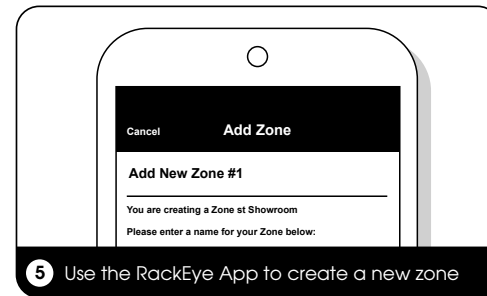 Cancel Add Zone
Add New Zone #1
You are creating a Zone st Showroom
Please enter a name for your Zone below:
5 Use the RackEye App to create a new zone